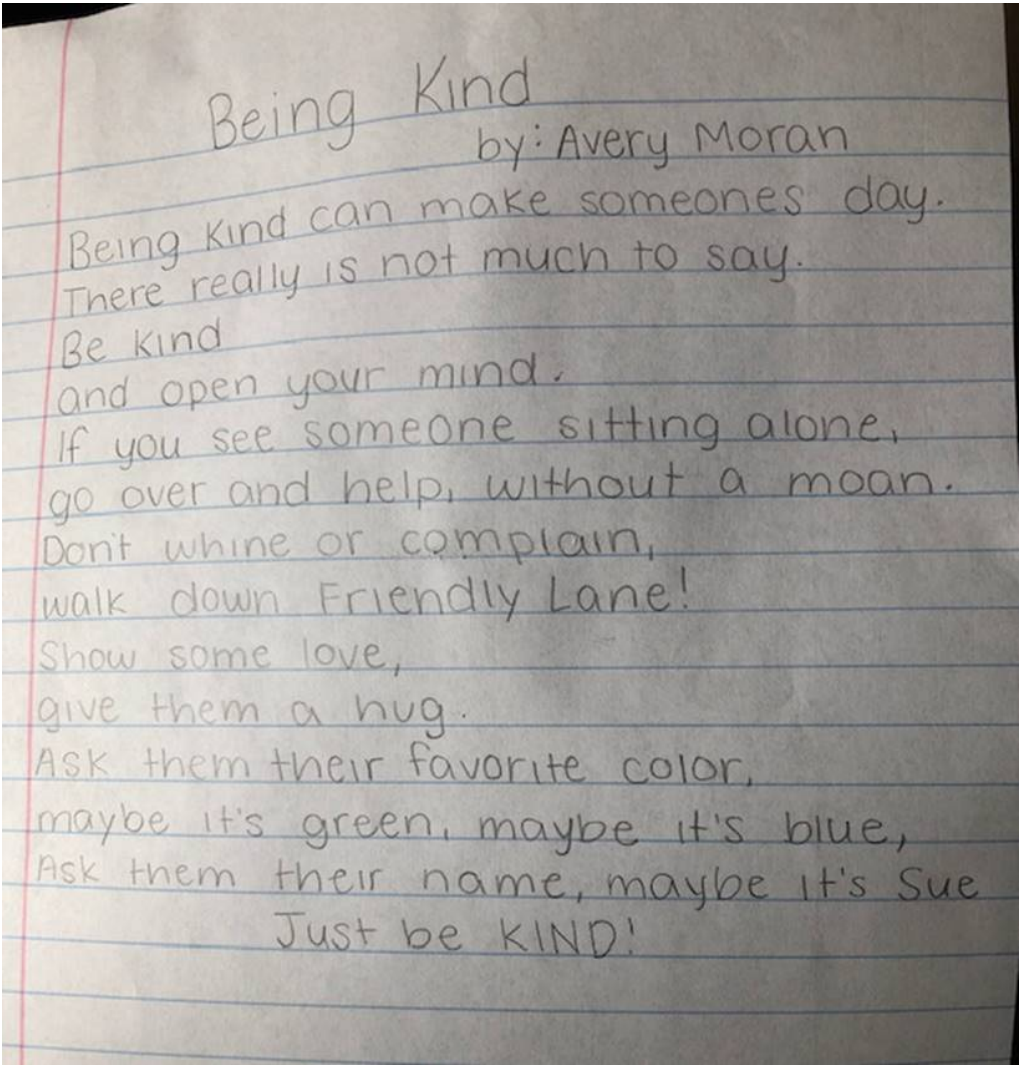 Being Kind
by: Avery Moran
Being Kind can make someones day.
There really is not much to say.
Be Kind
and open your mind.
If you see someone sitting alone,
go over and help, without a moan.
Don't whine or complain,
walk down Friendly Lane!
Show some love,
give them a hug.
Ask them their favorite color,
maybe it's green, maybe it's blue,
Ask them their name, maybe it's Sue
Just be KIND!